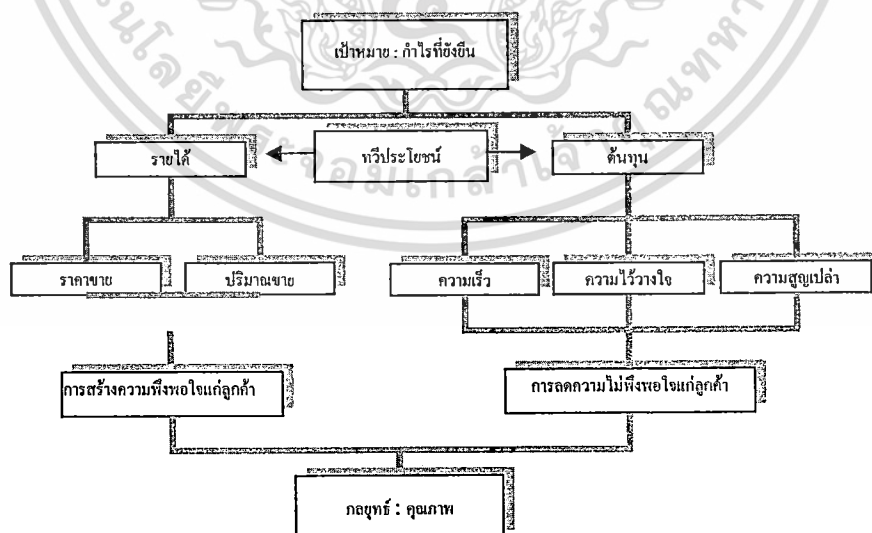 เป้าหมาย : กำไรที่ยั่งยืน
รายได้
ทวีประโยชน์
ต้นทุน
ราคาขาย
ปริมาณขาย
ความเร็ว
ความไว้วางใจ
ความสูญเปล่า
การสร้างความพึงพอใจแก่ลูกค้า
การลดความไม่พึงพอใจแก่ลูกค้า
กลยุทธ์ : คุณภาพ